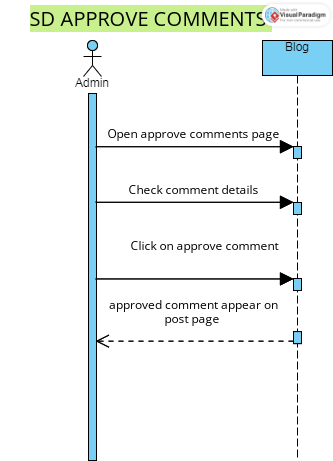 SD APPROVE COMMENTS
Made with
Visual Paradigm
For non-commercial use
Blog
Admin
Open approve comments page
Check comment details
Click on approve comment
approved comment appear on
post page